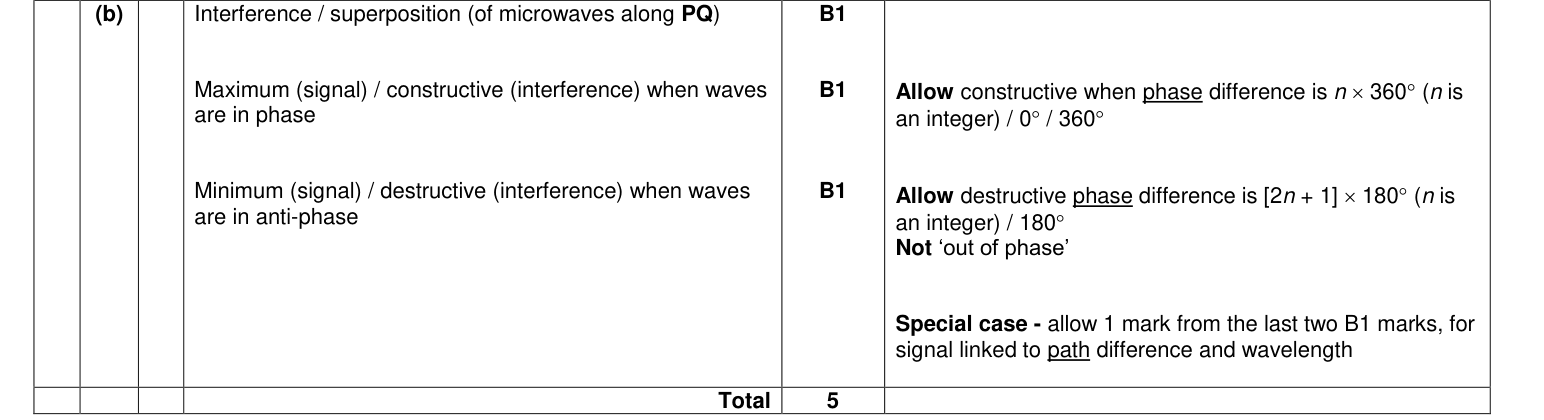 (b) Interference / superposition (of microwaves along PQ) B1
Maximum (signal) / constructive (interference) when waves B1 Allow constructive when phase difference is n × 360° (n is
are in phase an integer) / 0° / 360°
Minimum (signal) / destructive (interference) when waves B1 Allow destructive phase difference is [2n + 1] × 180° (n is
are in anti-phase an integer) / 180°
Not ‘out of phase’
Special case - allow 1 mark from the last two B1 marks, for
signal linked to path difference and wavelength
Total 5